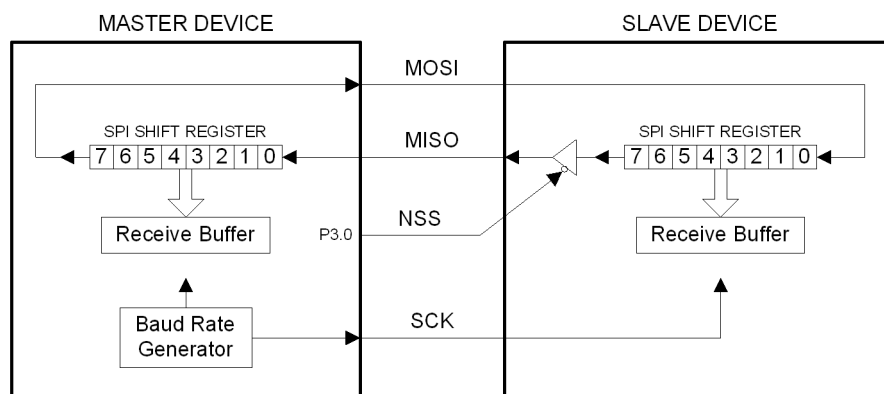 MASTER DEVICE
SLAVE DEVICE
MOSI
SPI SHIFT REGISTER
7 6 5 4 3 2 1 0
MISO
SPI SHIFT REGISTER
7 6 5 4 3 2 1 0
Receive Buffer
P3.0
NSS
Receive Buffer
Baud Rate
Generator
SCK